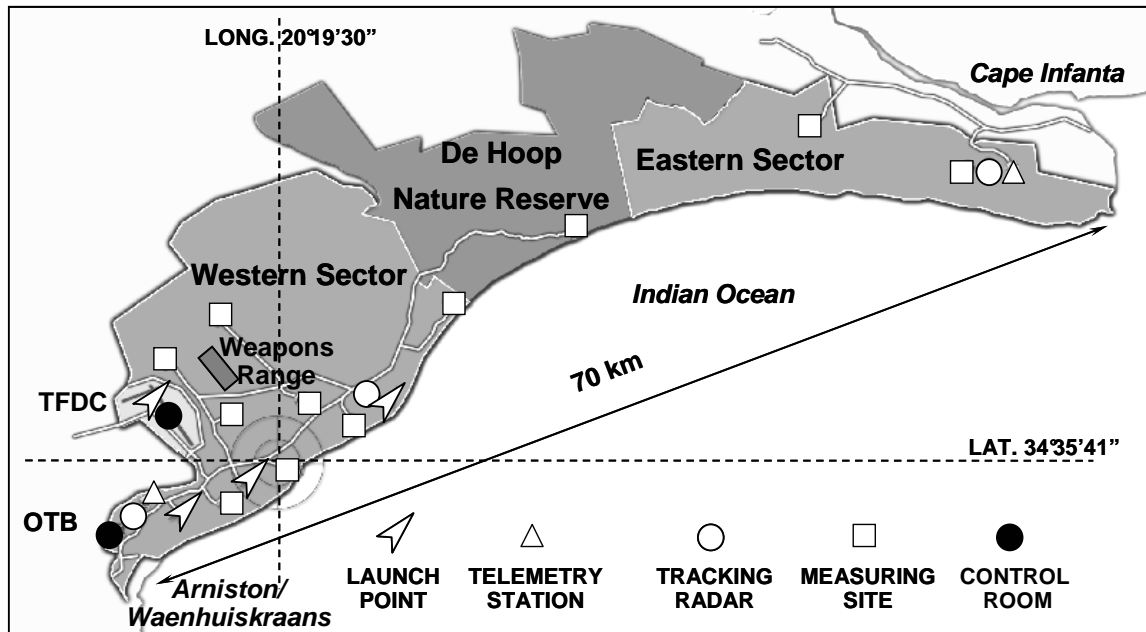 LONG. 20°19'30”
Cape Infanta
De Hoop
Nature Reserve
Eastern Sector
Western Sector
Indian Ocean
Weapons
Range
70 km
TFDC
LAT. 34°35'41”
OTB
Arniston/
Waenhuiskraans
LAUNCH
POINT
TELEMETRY
STATION
TRACKING
RADAR
MEASURING
SITE
CONTROL
ROOM